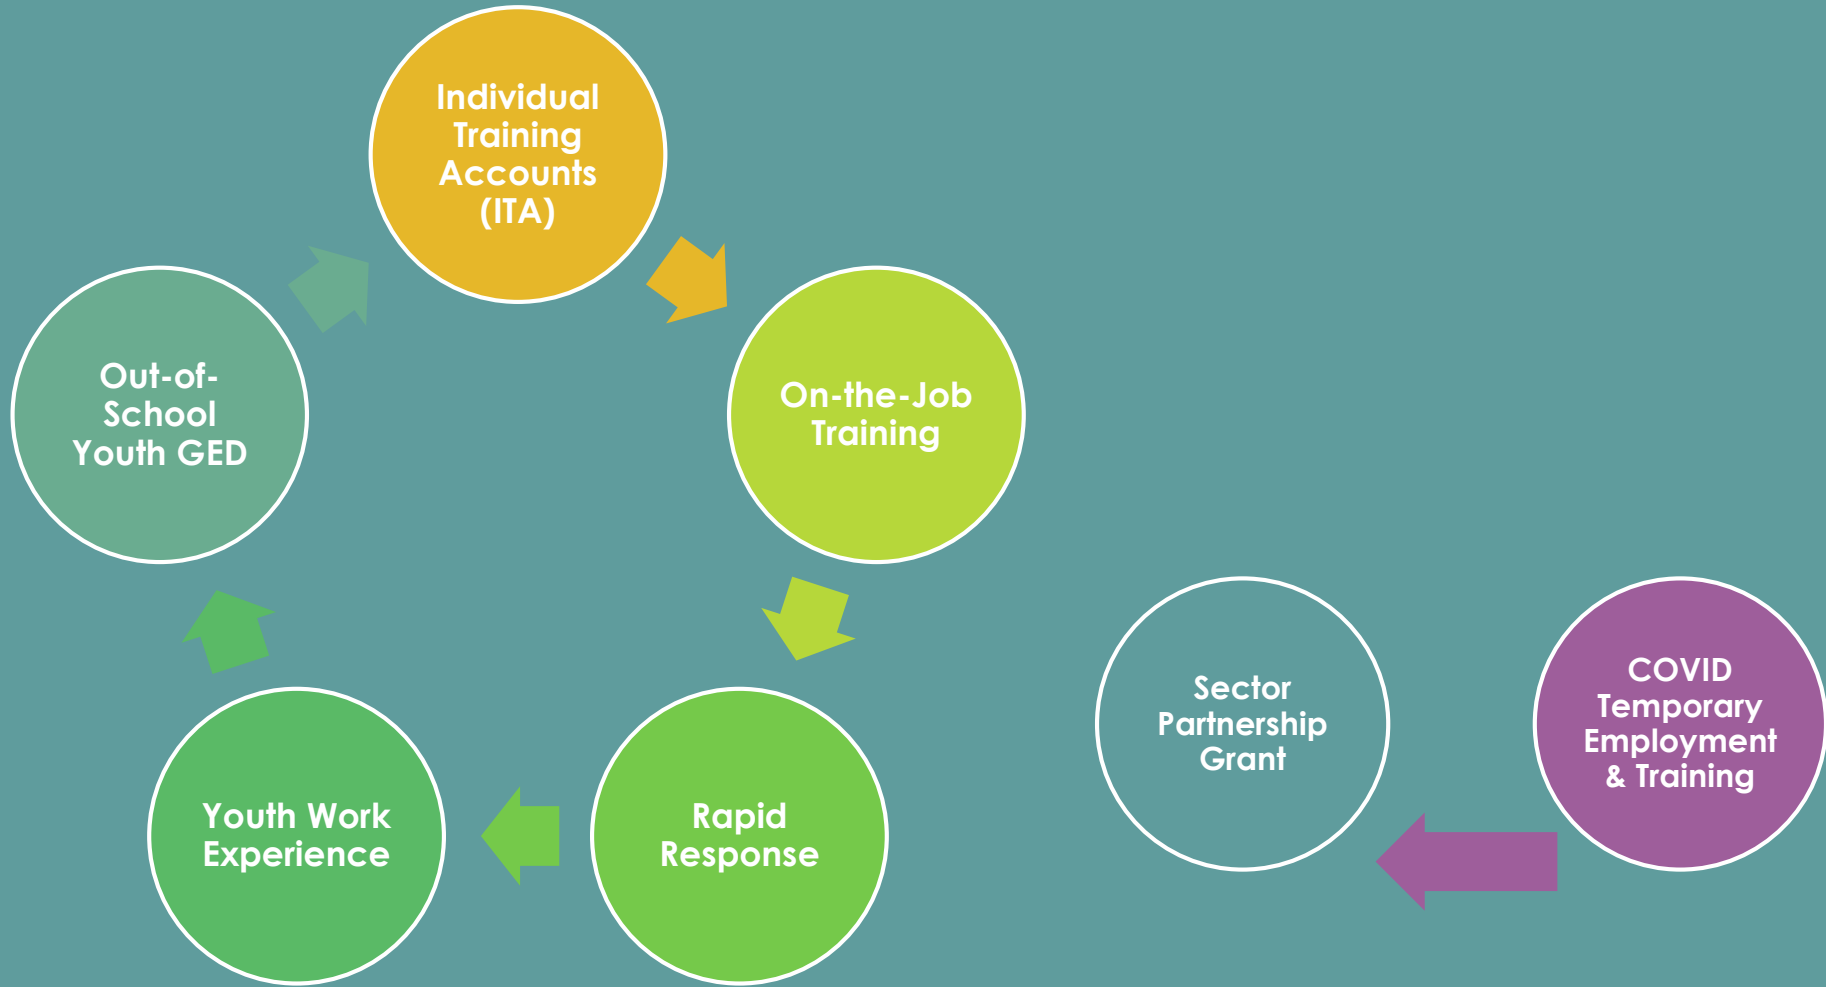 Individual
Training
Accounts
(ITA)
On-the-Job
Training
Rapid
Response
Youth Work
Experience
Out-of-
School
Youth GED
Sector
Partnership
Grant
COVID
Temporary
Employment
& Training